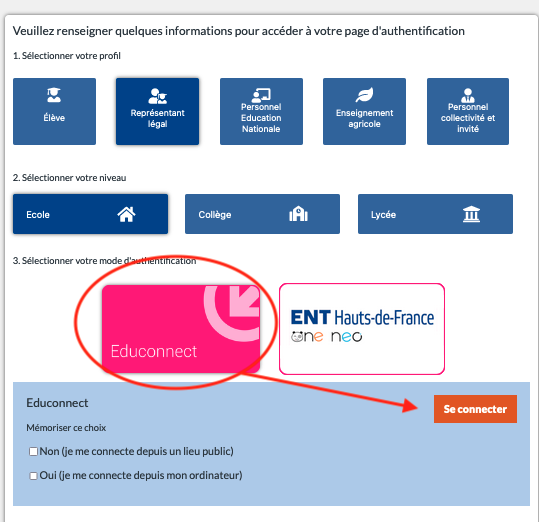 Veuillez renseigner quelques informations pour accéder à votre page d'authentification
1. Sélectionner votre profil
Élève
Représentant
légal
Personnel
Education
Nationale
Enseignement
agricole
Personnel
collectivité et
invité
2. Sélectionner votre niveau
Ecole
Collège
Lycée
3. Sélectionner votre mode d'authentification
Educonnect
ENT Hauts-de-France
One neo
Educonnect
Se connecter
Mémoriser ce choix
Non (je me connecte depuis un lieu public)
Oui (je me connecte depuis mon ordinateur)